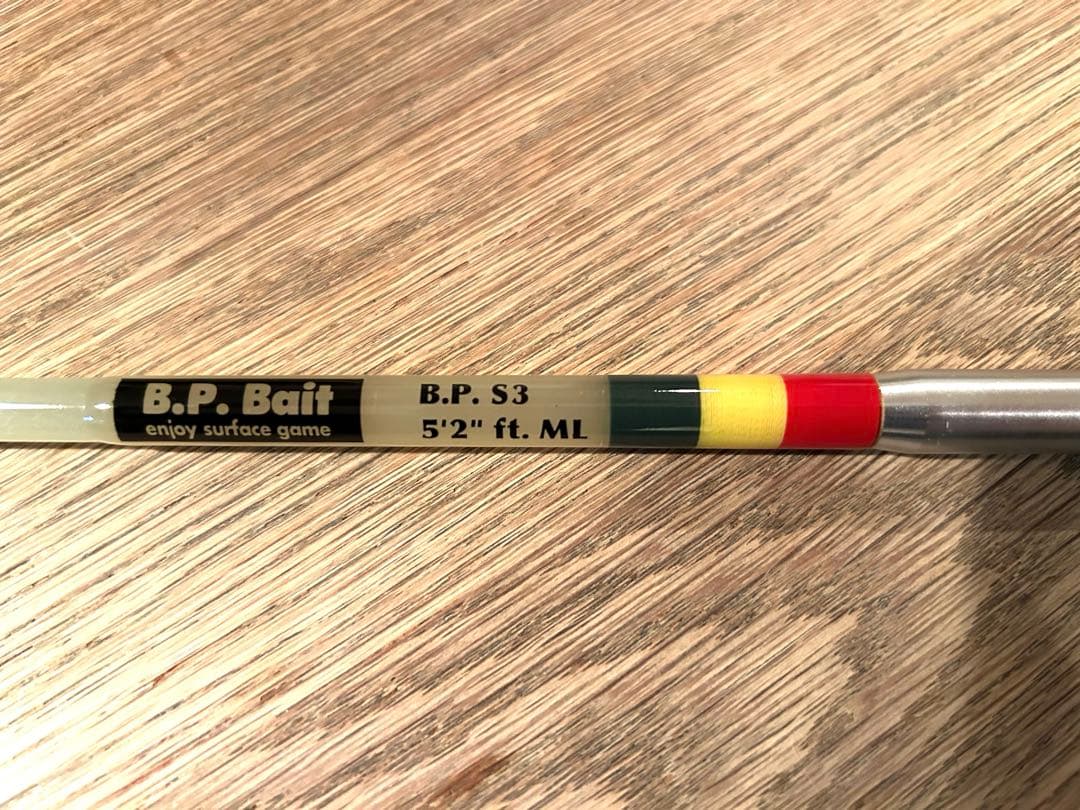 B.P. Bait
enjoy surface game
B.P. S3
5'2" ft. ML